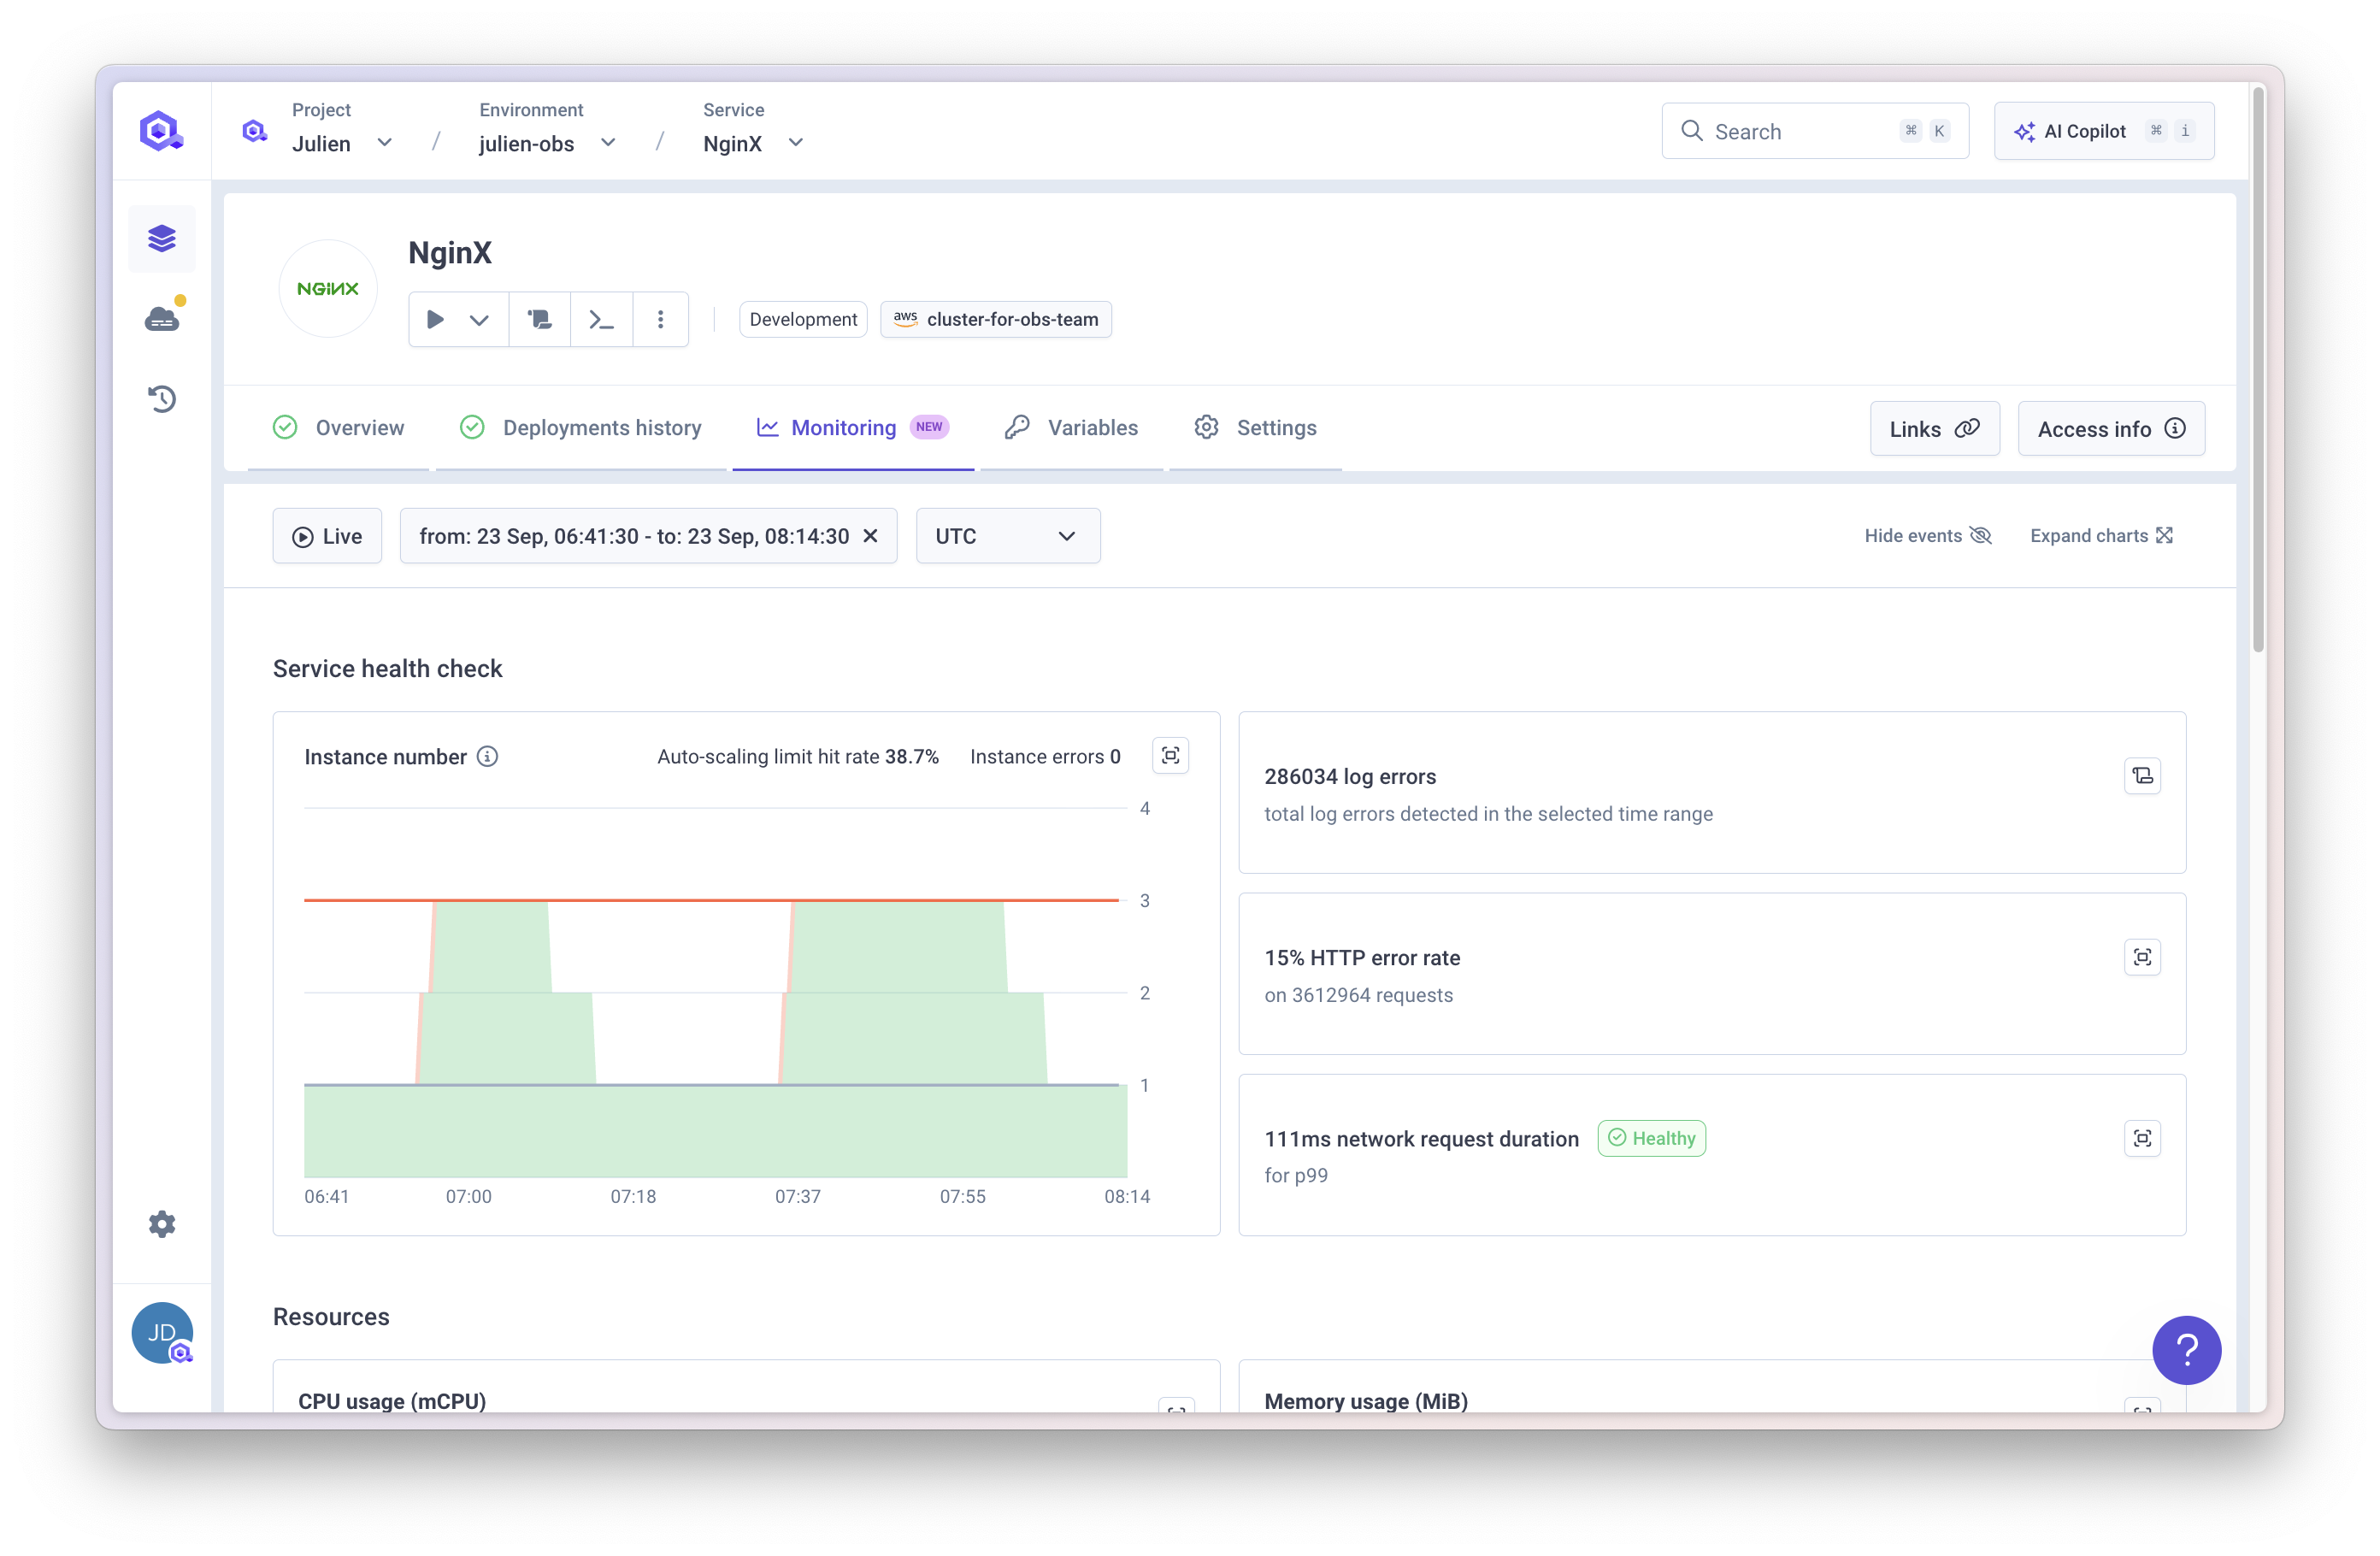 Project
Julien
/
Environment
julien-obs
/
Service
NginX
Search ⌘ K
AI Copilot ⌘ i
NGINX
NginX
Development
aws cluster-for-obs-team
Overview
Deployments history
Monitoring NEW
Variables
Settings
Links
Access info
Live
from: 23 Sep, 06:41:30 - to: 23 Sep, 08:14:30
UTC
Hide events
Expand charts
Service health check
Instance number
Auto-scaling limit hit rate 38.7%
Instance errors 0
4
3
2
1
06:41 07:00 07:18 07:37 07:55 08:14
286034 log errors
total log errors detected in the selected time range
15% HTTP error rate
on 3612964 requests
111ms network request duration Healthy
for p99
Resources
CPU usage (mCPU)
Memory usage (MiB)
JD
?